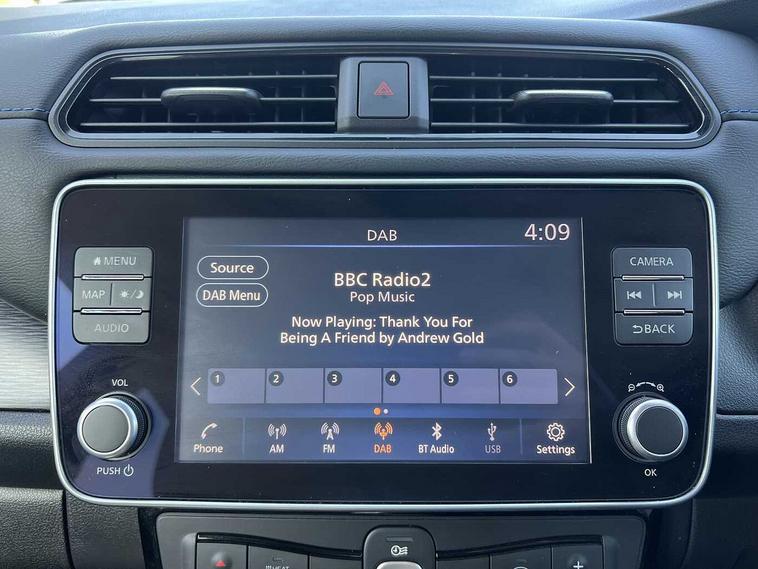 DAB
4:09
MENU
MAP
AUDIO
Source
DAB Menu
BBC Radio2
Pop Music
Now Playing: Thank You For
Being A Friend by Andrew Gold
CAMERA
BACK
1 2 3 4 5 6
VOL
PUSH
OK
Phone AM FM DAB BT Audio USB Settings
HEAT